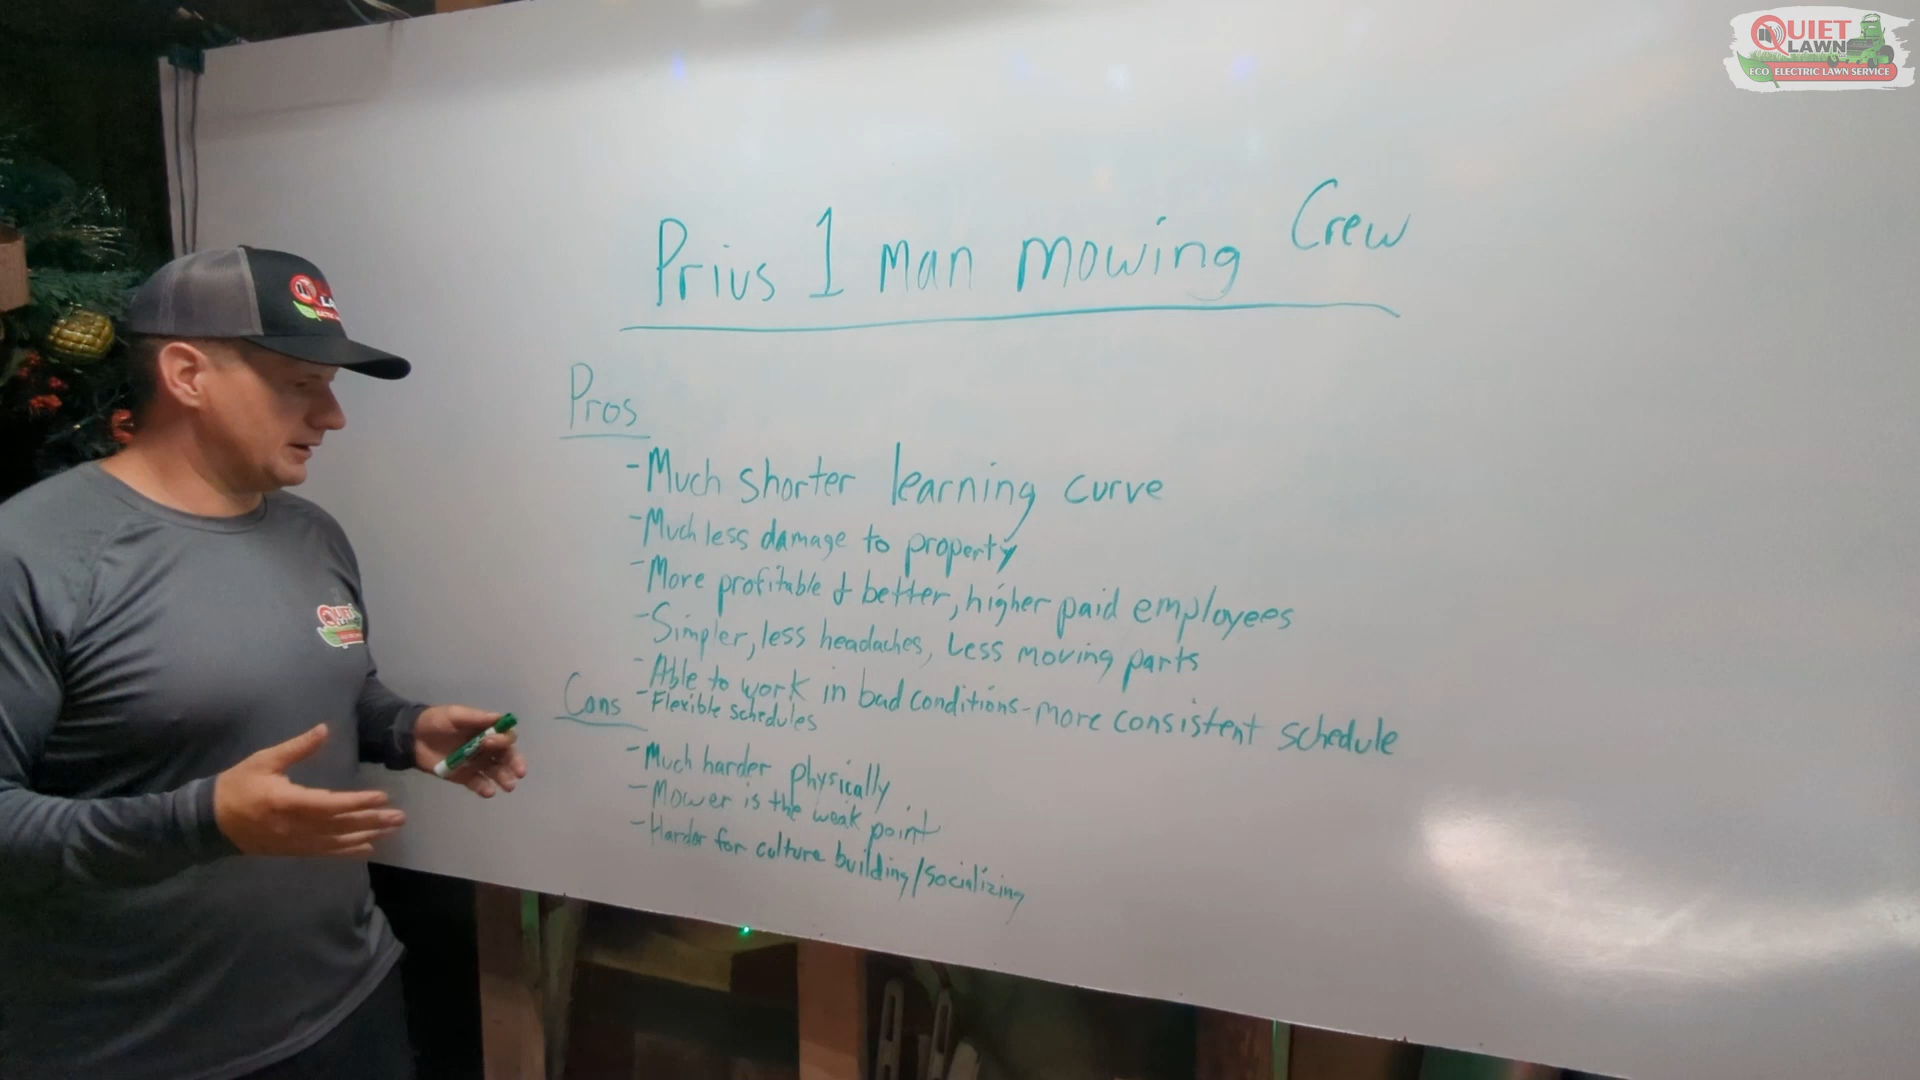 QUIET
LAWN
ECO ELECTRIC LAWN SERVICE
Prius 1 Man Mowing Crew
Pros
- Much shorter learning curve
- Much less damage to property
- More profitable & better, higher paid employees
- Simpler, less headaches, Less moving parts
- Able to work in bad conditions - more consistent schedule
- Flexible schedules
Cons
- Much harder physically
- Mower is the weak point
- Harder for culture building/socializing
QUIET